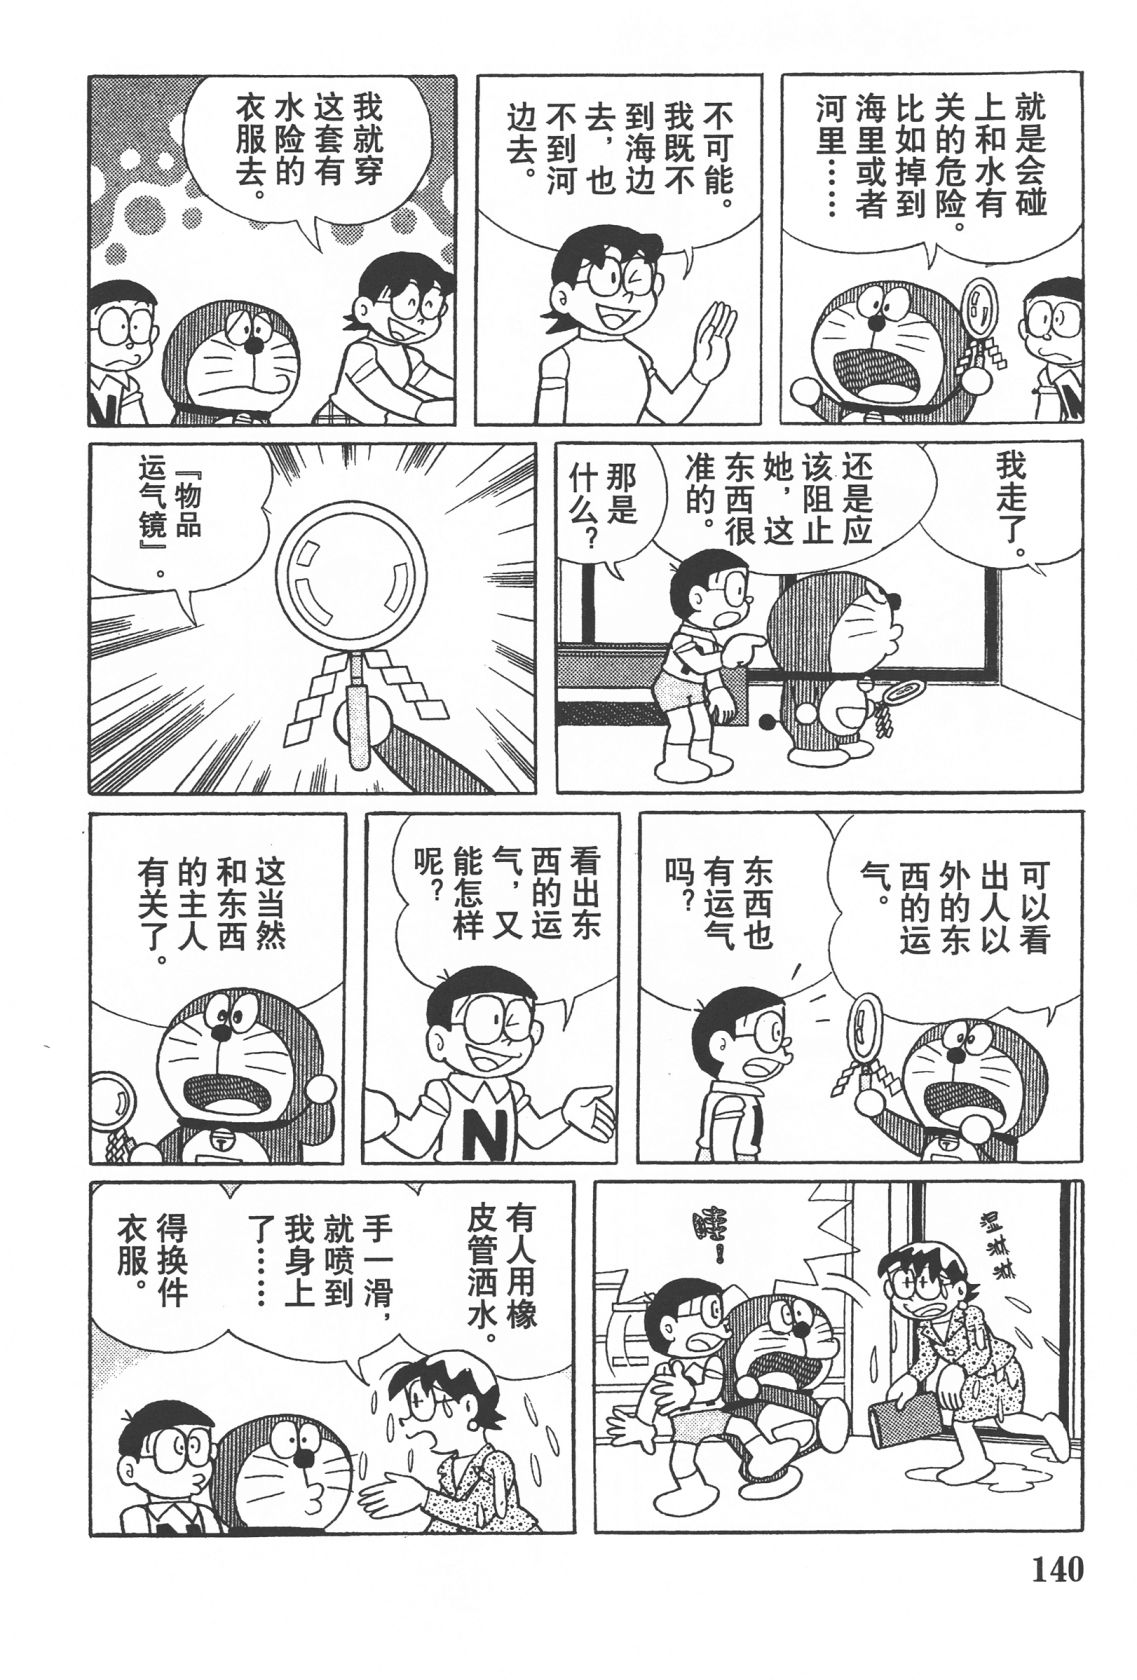 就是会碰
上和水有
关的危险。
比如掉到
海里或者
河里……
不可能。
我既不
到海边
去，也
不到河
边去。
我就穿
这套有
水险的
衣服去。
我走了。
还是应
该阻止
她，这
东西很
准的。
那是
什么？
『物品
运气镜』。
可以看
出人以
外的东
西的运
气。
东西也
有运气
吗？
看出东
西的运
气，又
能怎样
呢？
这当然
和东西
的主人
有关了。
湿淋淋
哇！
有人用橡
皮管洒水。
手一滑，
就喷到
我身上
了……
得换件
衣服。
140